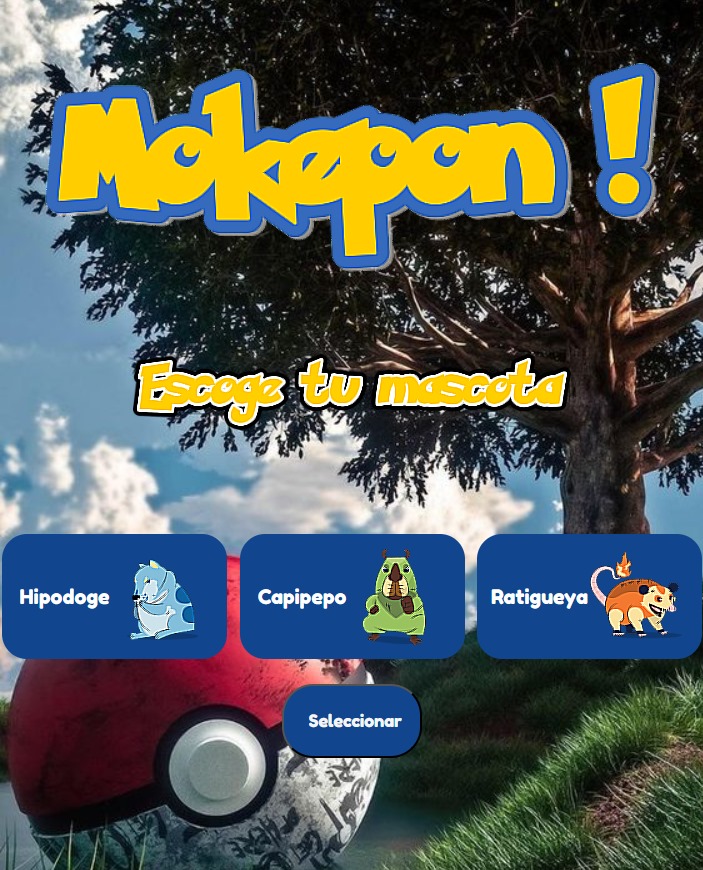 Mokepon !
Escoge tu mascota
Hipodoge
Capipepo
Ratigueya
Seleccionar